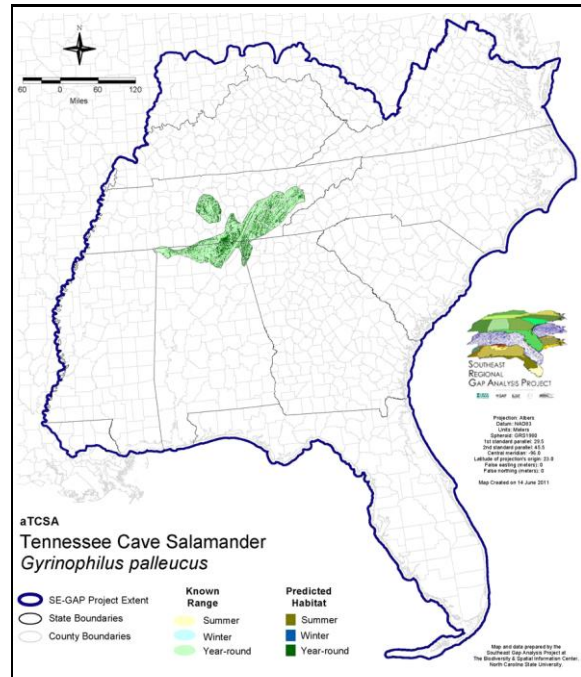 N
60 0 60 120
Miles
SOUTHEAST
REGIONAL
GAP ANALYSIS PROJECT
Projection: Albers
Datum: NAD83
Units: Meters
Spheroid: GRS1980
1st standard parallel: 29.5
2nd standard parallel: 45.5
Central meridian: -96.0
Latitude of projection's origin: 23.0
False easting (meters): 0
False northing (meters): 0
Map Created on 14 June 2011
aTCSA
Tennessee Cave Salamander
Gyrinophilus palleucus
SE-GAP Project Extent
State Boundaries
County Boundaries
Known
Range
Summer
Winter
Year-round
Predicted
Habitat
Summer
Winter
Year-round
Map and data prepared by the
Southeast Gap Analysis Project at
The Biodiversity & Spatial Information Center,
North Carolina State University.